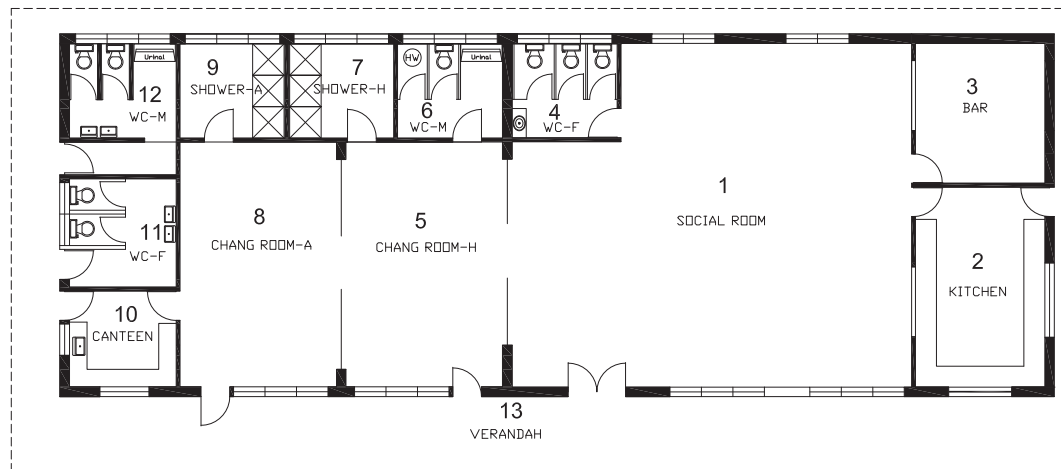 Urinal
12
WC-M
9
SHOWER-A
7
SHOWER-H
HW
Urinal
6
WC-M
4
WC-F
3
BAR
1
SOCIAL ROOM
8
CHANG ROOM-A
5
CHANG ROOM-H
11
WC-F
2
KITCHEN
10
CANTEEN
13
VERANDAH